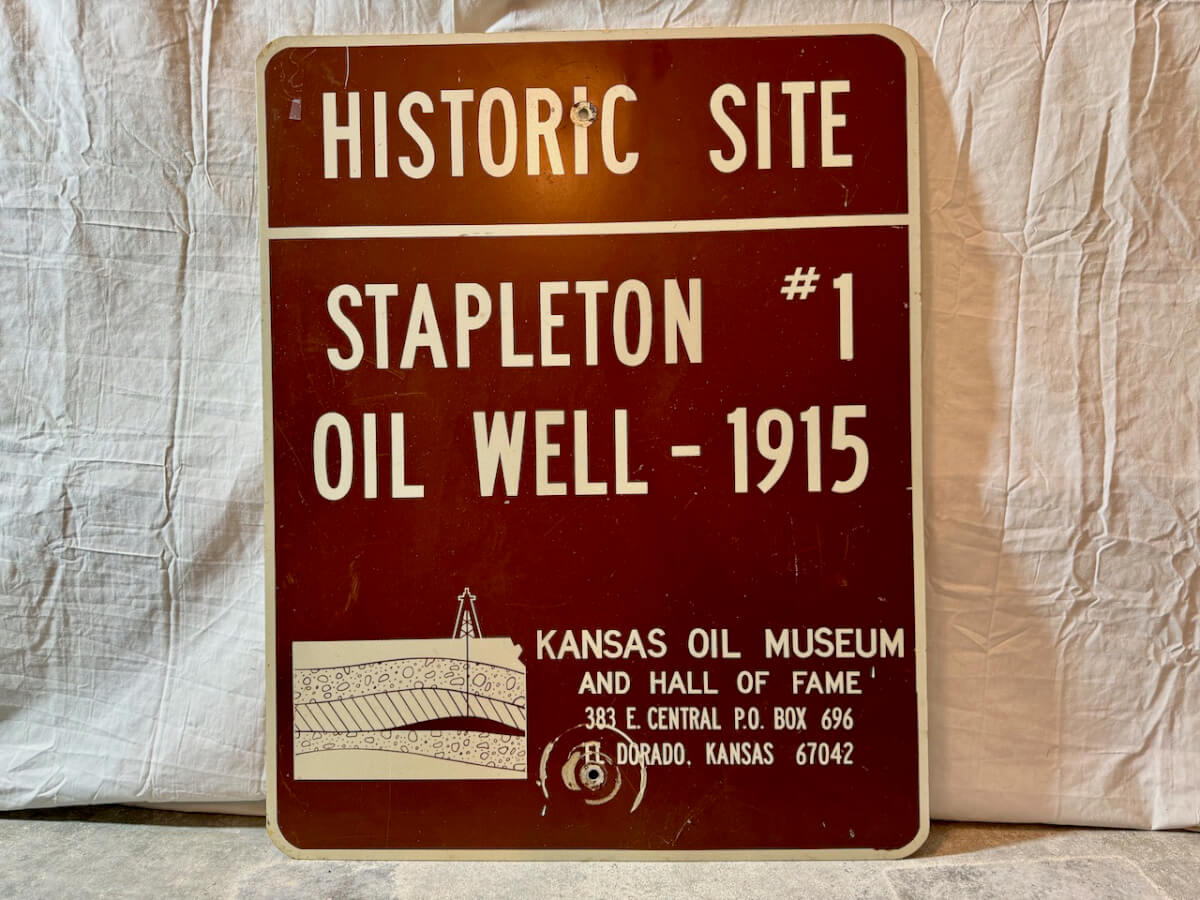 HISTORIC SITE
STAPLETON #1
OIL WELL - 1915
KANSAS OIL MUSEUM
AND HALL OF FAME
383 E. CENTRAL P.O. BOX 696
EL DORADO, KANSAS 67042